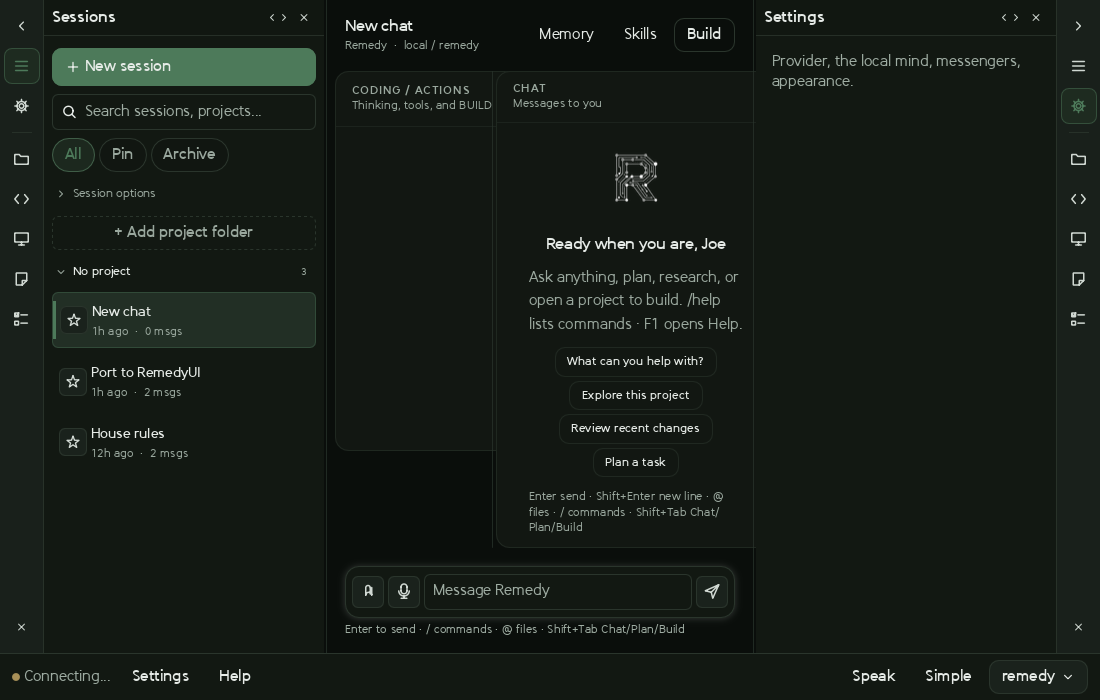 Sessions
+ New session
Search sessions, projects...
All
Pin
Archive
Session options
+ Add project folder
No project
3
New chat
1h ago · 0 msgs
Port to RemedyUI
1h ago · 2 msgs
House rules
12h ago · 2 msgs
New chat
Remedy · local / remedy
Memory
Skills
Build
CODING / ACTIONS
Thinking, tools, and BUILD
CHAT
Messages to you
Ready when you are, Joe
Ask anything, plan, research, or
open a project to build. /help
lists commands · F1 opens Help.
What can you help with?
Explore this project
Review recent changes
Plan a task
Enter send · Shift+Enter new line · @
files · / commands · Shift+Tab Chat/
Plan/Build
Message Remedy
Enter to send · / commands · @ files · Shift+Tab Chat/Plan/Build
Settings
Provider, the local mind, messengers,
appearance.
Connecting...
Settings
Help
Speak
Simple
remedy